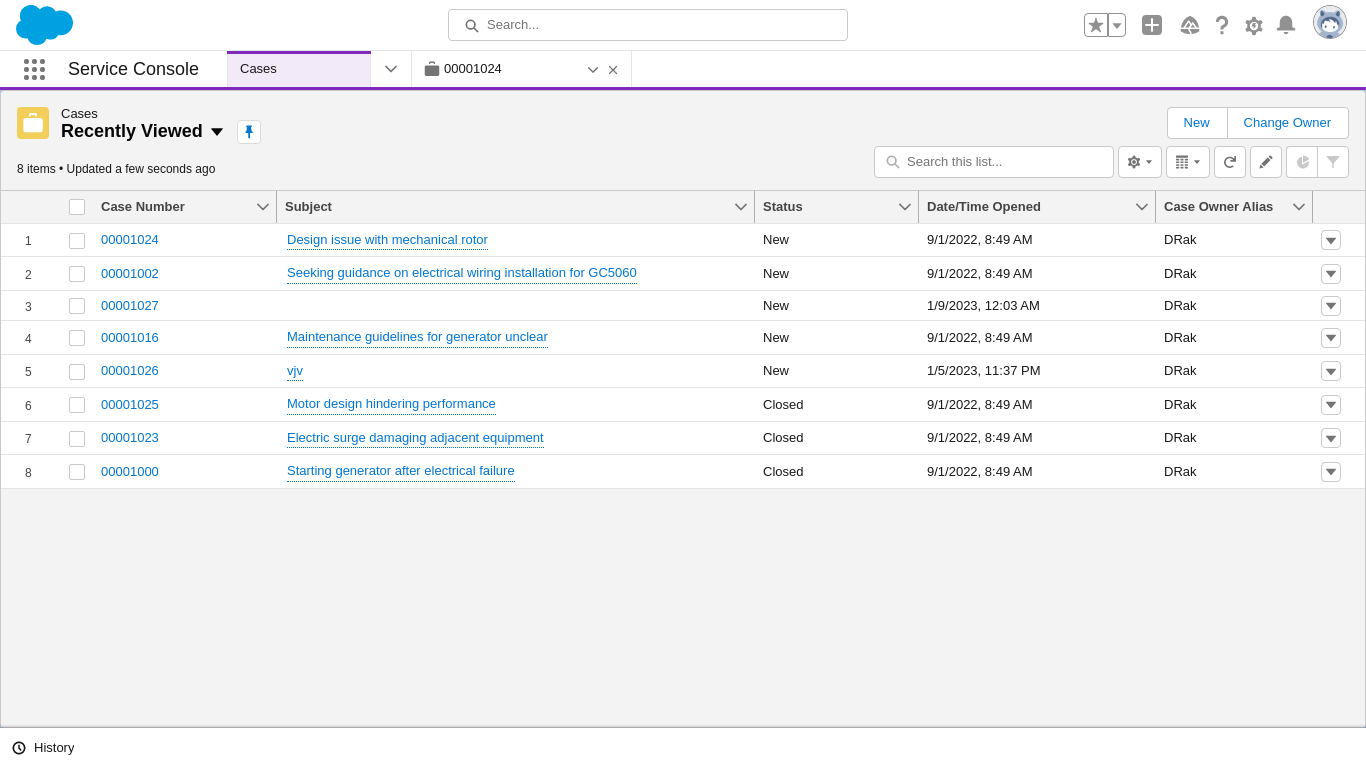 Search...
Service Console
Cases
00001024
Cases
Recently Viewed
New
Change Owner
8 items • Updated a few seconds ago
Search this list...
Case Number
Subject
Status
Date/Time Opened
Case Owner Alias
1 00001024 Design issue with mechanical rotor New 9/1/2022, 8:49 AM DRak
2 00001002 Seeking guidance on electrical wiring installation for GC5060 New 9/1/2022, 8:49 AM DRak
3 00001027 New 1/9/2023, 12:03 AM DRak
4 00001016 Maintenance guidelines for generator unclear New 9/1/2022, 8:49 AM DRak
5 00001026 vjv New 1/5/2023, 11:37 PM DRak
6 00001025 Motor design hindering performance Closed 9/1/2022, 8:49 AM DRak
7 00001023 Electric surge damaging adjacent equipment Closed 9/1/2022, 8:49 AM DRak
8 00001000 Starting generator after electrical failure Closed 9/1/2022, 8:49 AM DRak
History